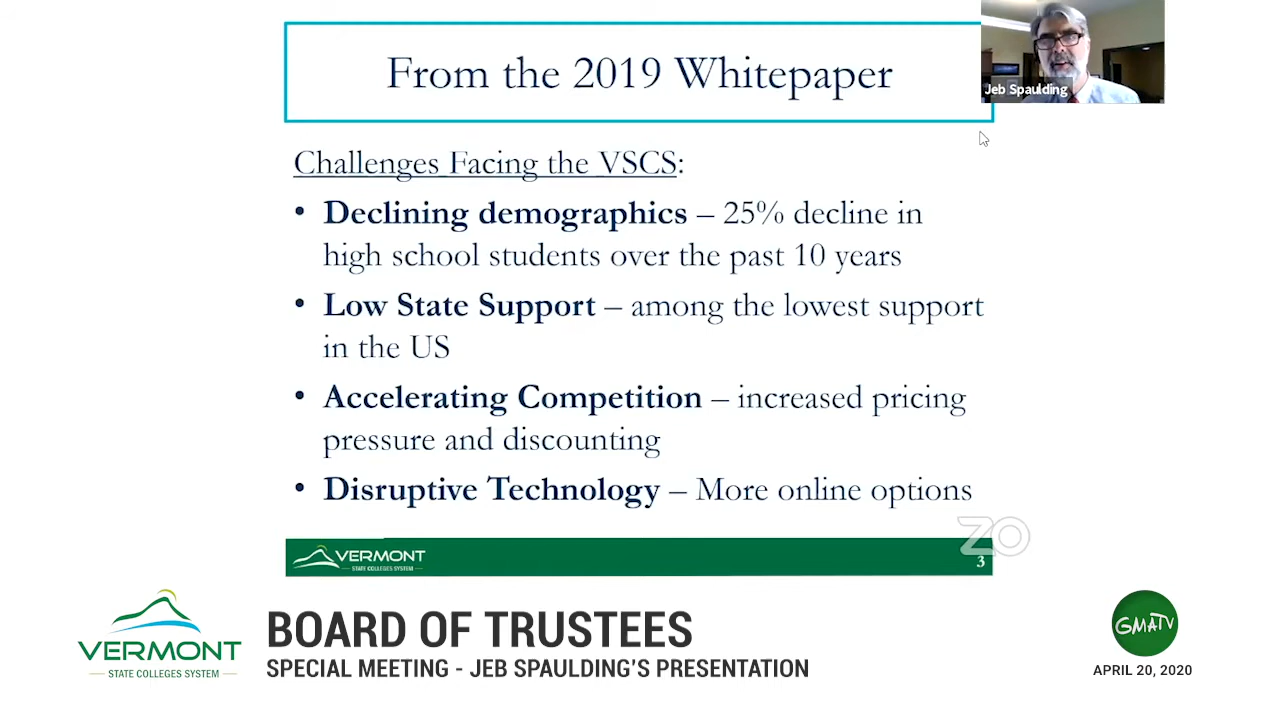 From the 2019 Whitepaper
Jeb Spaulding
Challenges Facing the VSCS:
• Declining demographics – 25% decline in
high school students over the past 10 years
• Low State Support – among the lowest support
in the US
• Accelerating Competition – increased pricing
pressure and discounting
• Disruptive Technology – More online options
ZO
VERMONT
STATE COLLEGES SYSTEM
3
VERMONT
STATE COLLEGES SYSTEM
BOARD OF TRUSTEES
SPECIAL MEETING - JEB SPAULDING'S PRESENTATION
GMATV
APRIL 20, 2020